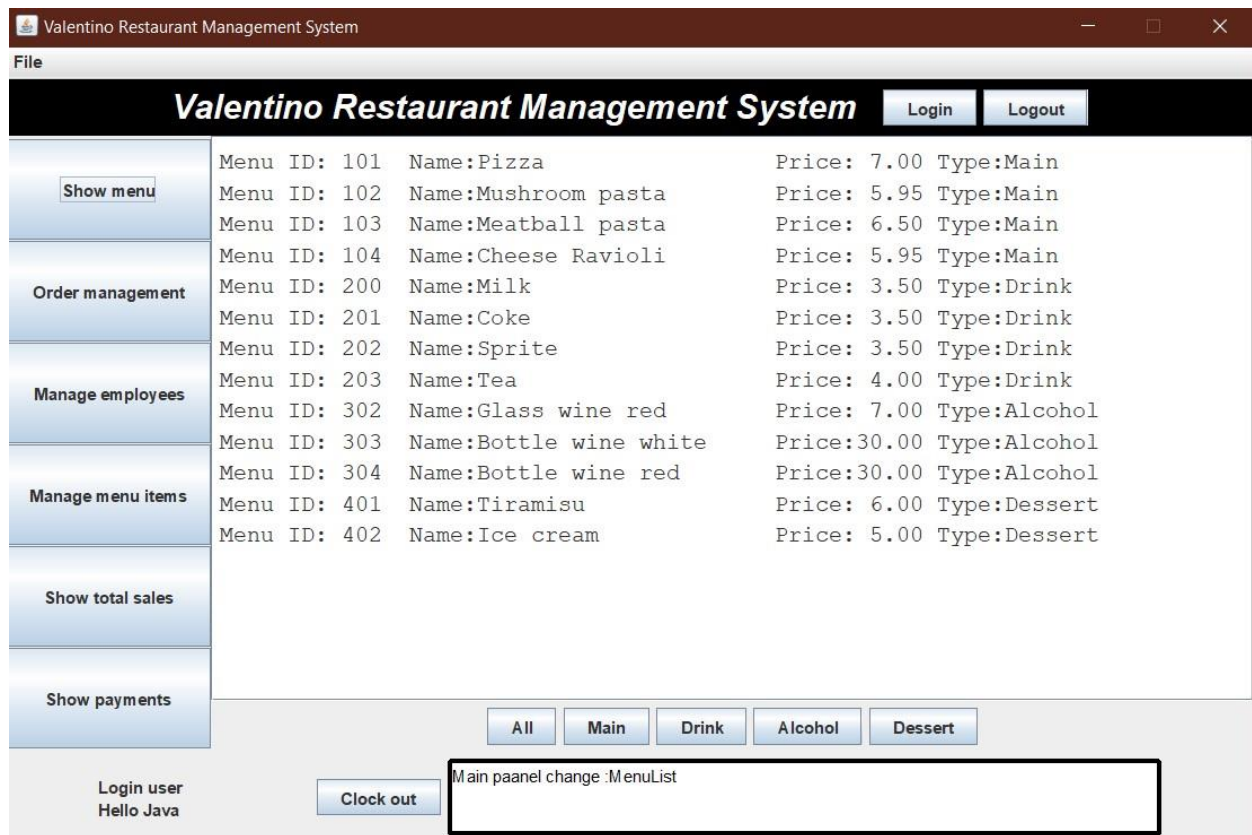 Valentino Restaurant Management System
File
Valentino Restaurant Management System Login Logout
Show menu
Order management
Manage employees
Manage menu items
Show total sales
Show payments
Menu ID: 101 Name:Pizza Price: 7.00 Type:Main
Menu ID: 102 Name:Mushroom pasta Price: 5.95 Type:Main
Menu ID: 103 Name:Meatball pasta Price: 6.50 Type:Main
Menu ID: 104 Name:Cheese Ravioli Price: 5.95 Type:Main
Menu ID: 200 Name:Milk Price: 3.50 Type:Drink
Menu ID: 201 Name:Coke Price: 3.50 Type:Drink
Menu ID: 202 Name:Sprite Price: 3.50 Type:Drink
Menu ID: 203 Name:Tea Price: 4.00 Type:Drink
Menu ID: 302 Name:Glass wine red Price: 7.00 Type:Alcohol
Menu ID: 303 Name:Bottle wine white Price:30.00 Type:Alcohol
Menu ID: 304 Name:Bottle wine red Price:30.00 Type:Alcohol
Menu ID: 401 Name:Tiramisu Price: 6.00 Type:Dessert
Menu ID: 402 Name:Ice cream Price: 5.00 Type:Dessert
All Main Drink Alcohol Dessert
Login user
Hello Java
Clock out
Main paanel change :MenuList